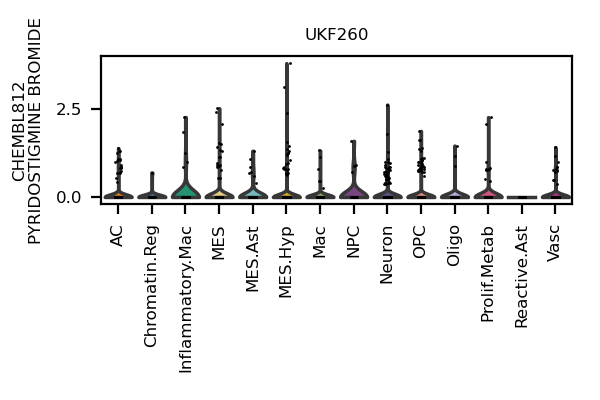 UKF260
CHEMBL812
PYRIDOSTIGMINE BROMIDE
2.5
0.0
AC
Chromatin.Reg
Inflammatory.Mac
MES
MES.Ast
MES.Hyp
Mac
NPC
Neuron
OPC
Oligo
Prolif.Metab
Reactive.Ast
Vasc